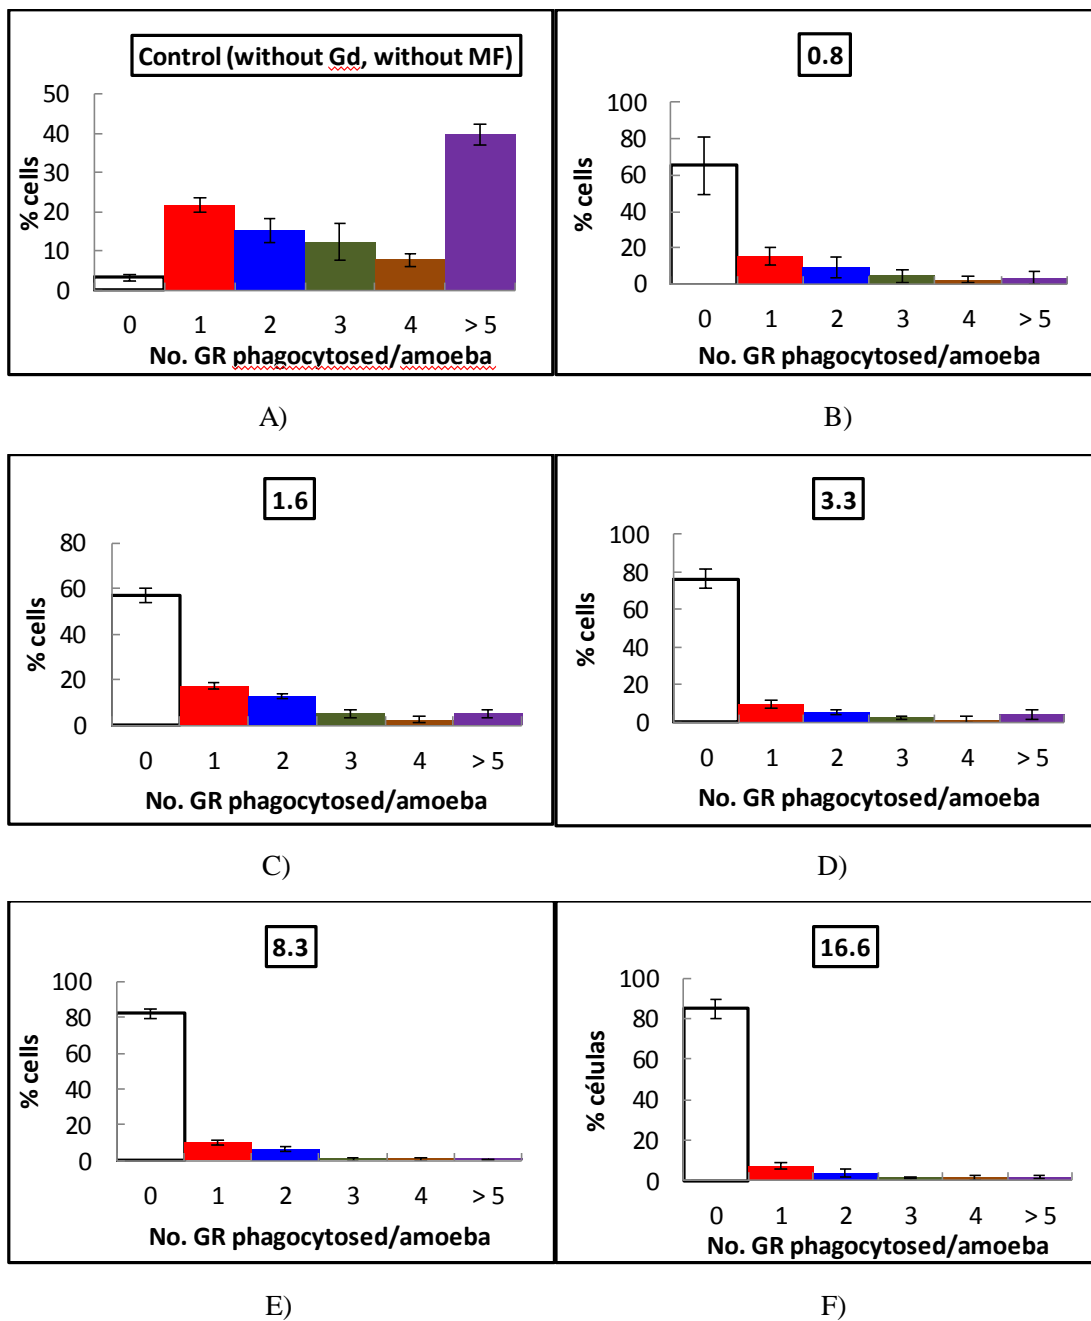 Control (without Gd, without MF)
50
40
30
20
10
0
% cells
0 1 2 3 4 > 5
No. GR phagocytosed/amoeba
A)
0.8
100
80
60
40
20
0
% cells
0 1 2 3 4 > 5
No. GR phagocytosed/amoeba
B)
1.6
80
60
40
20
0
% cells
0 1 2 3 4 > 5
No. GR phagocytosed/amoeba
C)
3.3
100
80
60
40
20
0
% cells
0 1 2 3 4 > 5
No. GR phagocytosed/amoeba
D)
8.3
100
80
60
40
20
0
% cells
0 1 2 3 4 > 5
No. GR phagocytosed/amoeba
E)
16.6
100
80
60
40
20
0
% células
0 1 2 3 4 > 5
No. GR phagocytosed/amoeba
F)